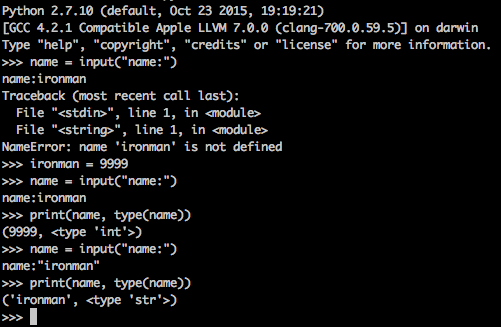 Python 2.7.10 (default, Oct 23 2015, 19:19:21)
[GCC 4.2.1 Compatible Apple LLVM 7.0.0 (clang-700.0.59.5)] on darwin
Type "help", "copyright", "credits" or "license" for more information.
>>> name = input("name:")
name:ironman
Traceback (most recent call last):
  File "<stdin>", line 1, in <module>
  File "<string>", line 1, in <module>
NameError: name 'ironman' is not defined
>>> ironman = 9999
>>> name = input("name:")
name:ironman
>>> print(name, type(name))
(9999, <type 'int'>)
>>> name = input("name:")
name:"ironman"
>>> print(name, type(name))
('ironman', <type 'str'>)
>>>